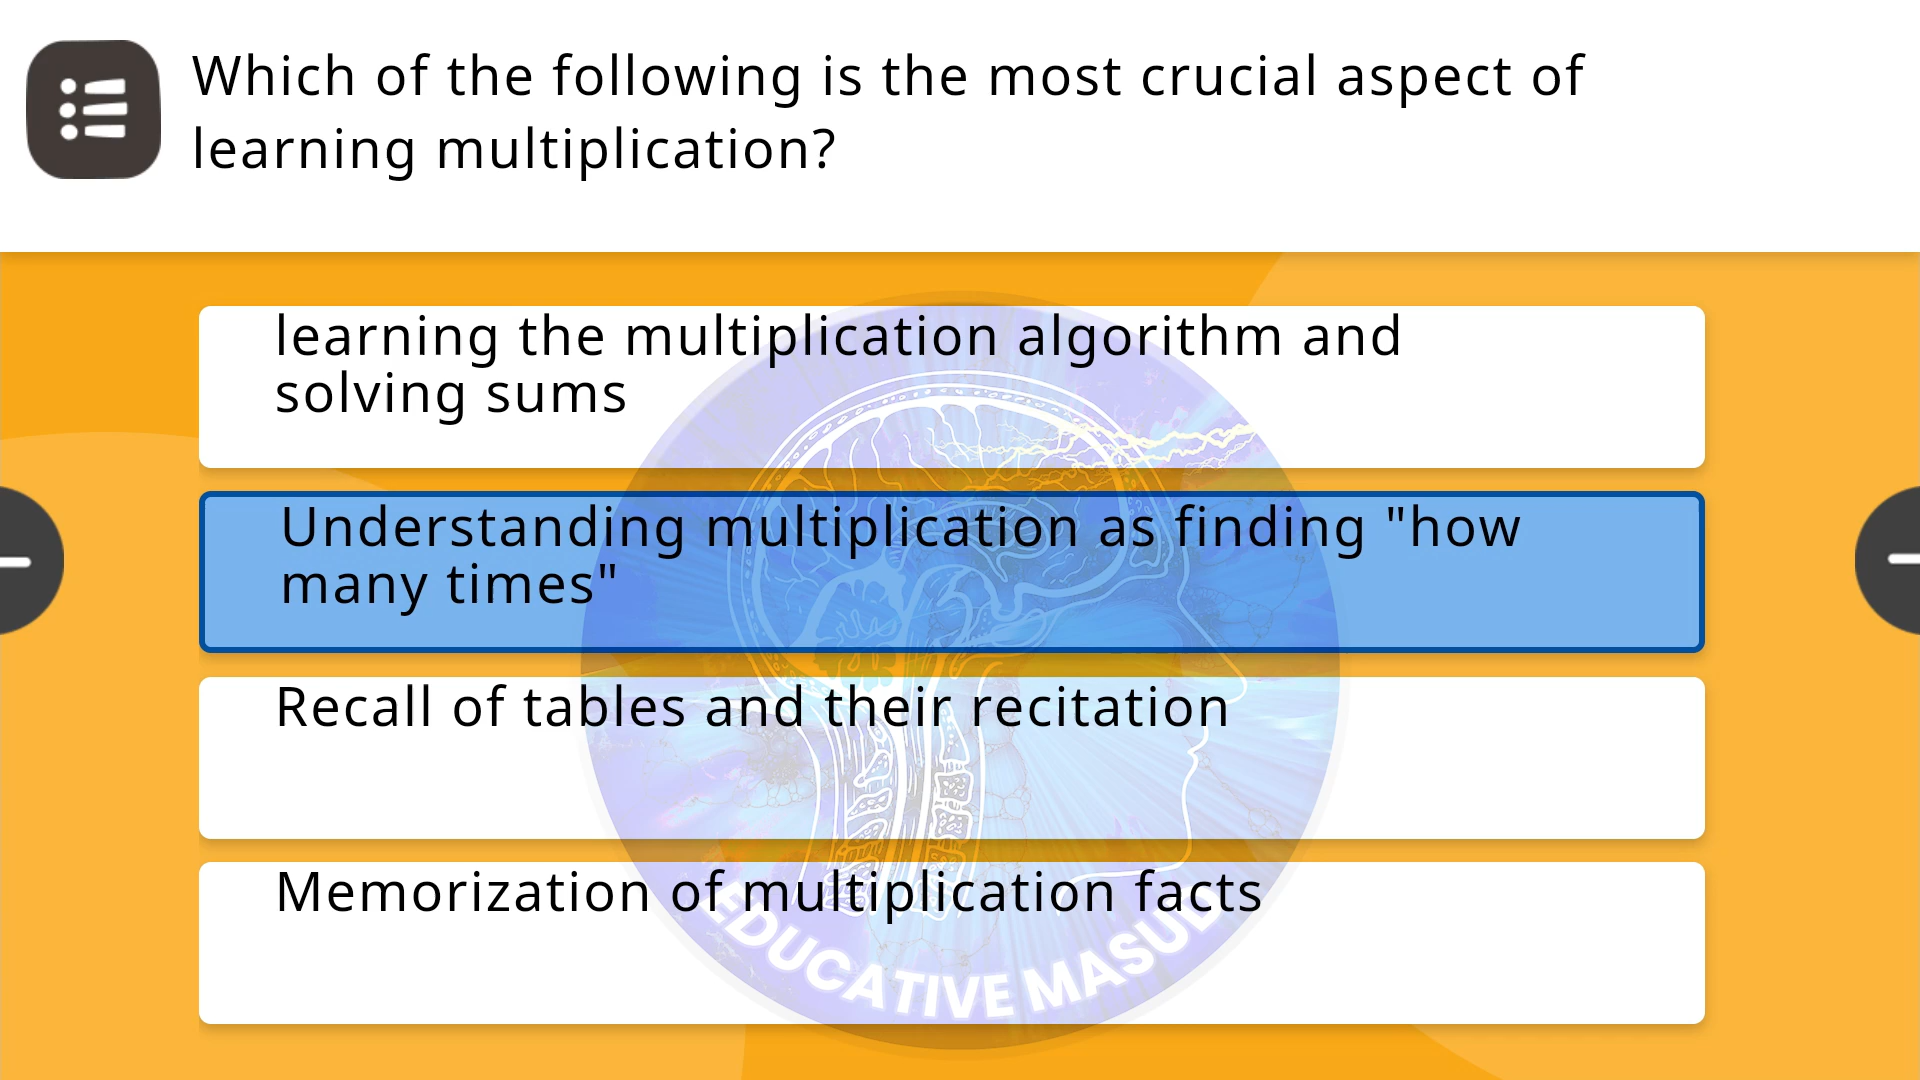 Which of the following is the most crucial aspect of
learning multiplication?
learning the multiplication algorithm and
solving sums
Understanding multiplication as finding "how
many times"
Recall of tables and their recitation
Memorization of multiplication facts
EDUCATIVE MASUD